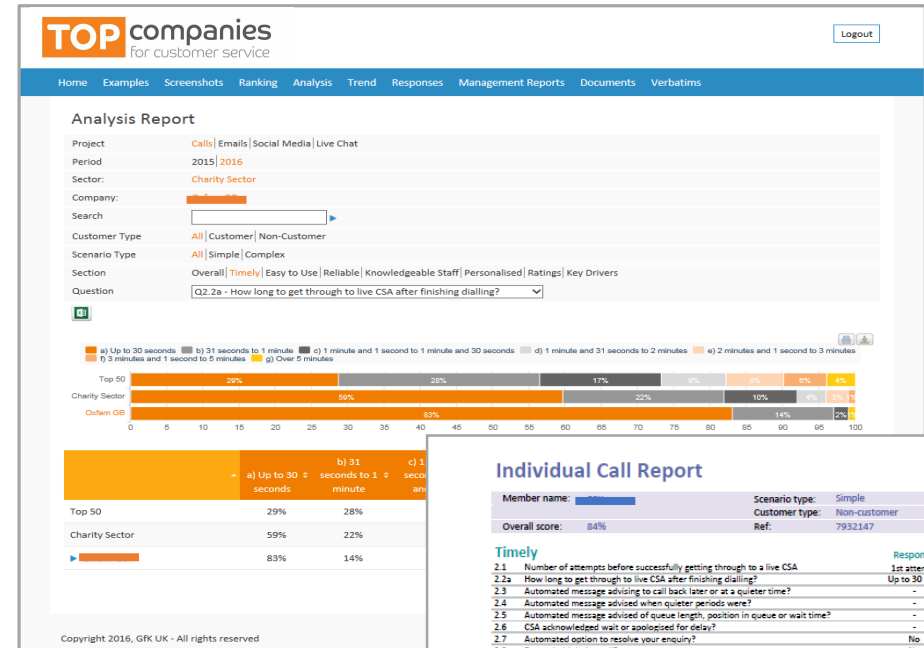 TOP companies
for customer service
Logout
Home Examples Screenshots Ranking Analysis Trend Responses Management Reports Documents Verbatims
Analysis Report
Project Calls| Emails| Social Media| Live Chat
Period 2015| 2016
Sector: Charity Sector
Company:
Search
Customer Type All| Customer| Non-Customer
Scenario Type All| Simple| Complex
Section Overall| Timely| Easy to Use| Reliable| Knowledgeable Staff| Personalised| Ratings| Key Drivers
Question Q2.2a - How long to get through to live CSA after finishing dialling?
a) Up to 30 seconds b) 31 seconds to 1 minute c) 1 minute and 1 second to 1 minute and 30 seconds d) 1 minute and 31 seconds to 2 minutes e) 2 minutes and 1 second to 3 minutes
f) 3 minutes and 1 second to 5 minutes g) Over 5 minutes
Top 50 29% 28% 17% 9% 8% 6% 4%
Charity Sector 59% 22% 10% 4% 3%
Oxfam GB 83% 14% 2%
0 5 10 15 20 25 30 35 40 45 50 55 60 65 70 75 80 85 90 95 100
a) Up to 30 seconds
b) 31 seconds to 1 minute
Top 50 29% 28%
Charity Sector 59% 22%
83% 14%
Copyright 2016, GfK UK - All rights reserved
Individual Call Report
Member name: Scenario type: Simple
Customer type: Non-customer
Overall score: 84% Ref: 7932147
Timely
2.1 Number of attempts before successfully getting through to a live CSA 1st
2.2a How long to get through to live CSA after finishing dialling? Up to 30
2.3 Automated message advising to call back later or at a quieter time? -
2.4 Automated message advised when quieter periods were? -
2.5 Automated message advised of queue length, position in queue or wait time? -
2.6 CSA acknowledged wait or apologised for delay? -
2.7 Automated option to resolve your enquiry? No